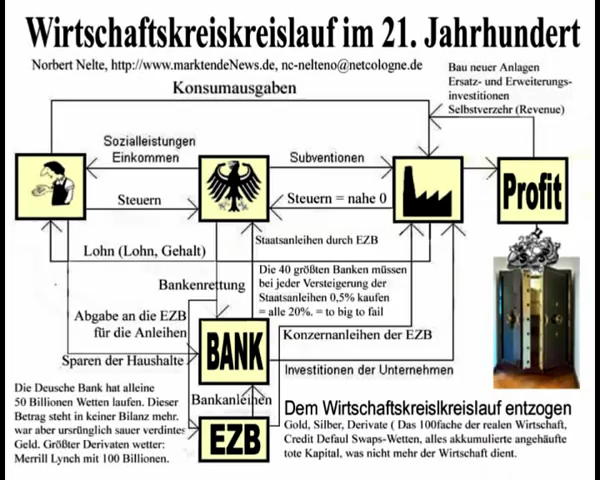 Wirtschaftskreiskreislauf im 21. Jahrhundert
Norbert Nelte, http://www.marktendeNews.de, nc-nelteno@netcologne.de
Bau neuer Anlagen
Ersatz- und Erweiterungs-
investitionen
Selbstverzehr (Revenue)
Konsumausgaben
Sozialleistungen
Einkommen
Subventionen
Steuern
Steuern = nahe 0
Profit
Staatsanleihen durch EZB
Lohn (Lohn, Gehalt)
Bankenrettung
Die 40 größten Banken müssen
bei jeder Versteigerung der
Staatsanleihen 0,5% kaufen
= alle 20%. = to big to fail
Abgabe an die EZB
für die Anleihen
Konzernanleihen der EZB
BANK
Sparen der Haushalte
Investitionen der Unternehmen
Die Deusche Bank hat alleine
50 Billionen Wetten laufen. Dieser
Betrag steht in keiner Bilanz mehr.
war aber ursprünglich sauer verdintes
Geld. Größter Derivaten wetter:
Merrill Lynch mit 100 Billionen.
Bankanleihen
EZB
Dem Wirtschaftskreislkreislauf entzogen
Gold, Silber, Derivate ( Das 100fache der realen Wirtschaft,
Credit Defaul Swaps-Wetten, alles akkumulierte angehäufte
tote Kapital, was nicht mehr der Wirtschaft dient.